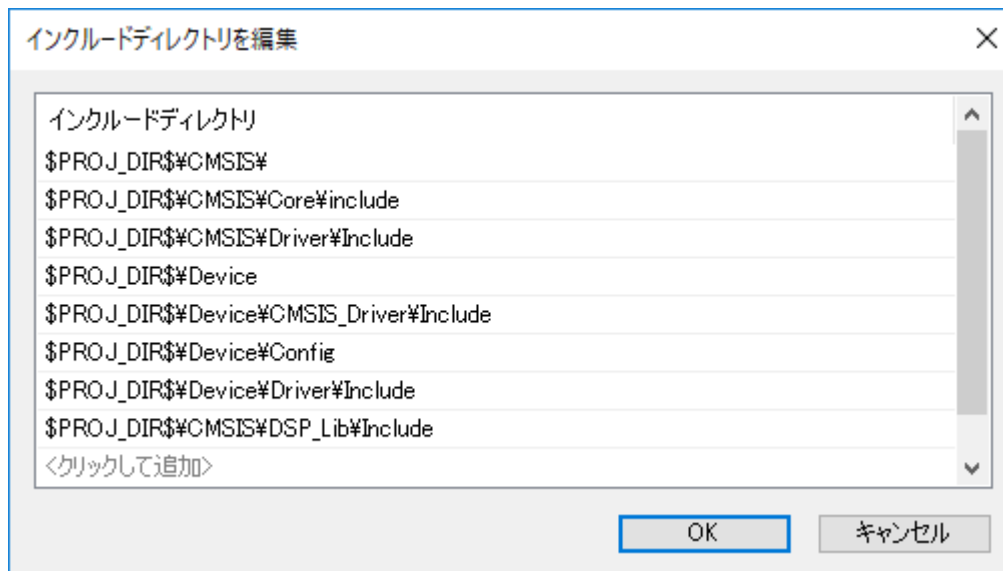 インクルードディレクトリを編集
インクルードディレクトリ
$PROJ_DIR$¥CMSIS¥
$PROJ_DIR$¥CMSIS¥Core¥include
$PROJ_DIR$¥CMSIS¥Driver¥Include
$PROJ_DIR$¥Device
$PROJ_DIR$¥Device¥CMSIS_Driver¥Include
$PROJ_DIR$¥Device¥Config
$PROJ_DIR$¥Device¥Driver¥Include
$PROJ_DIR$¥CMSIS¥DSP_Lib¥Include
<クリックして追加>
OK キャンセル